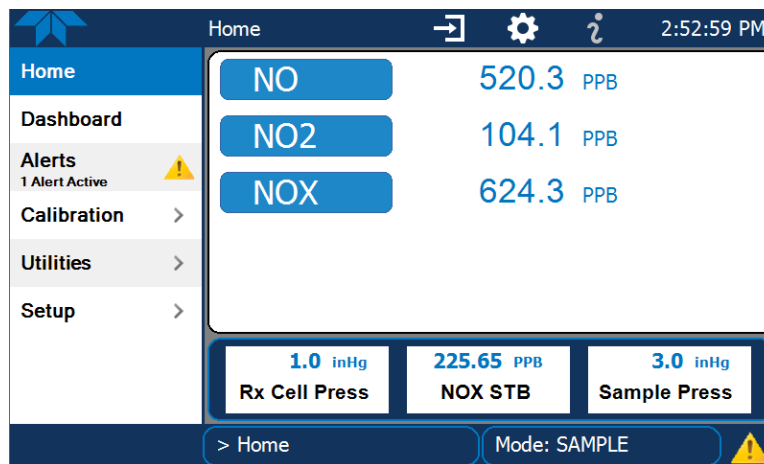 Home 2:52:59 PM
Home
Dashboard
Alerts
1 Alert Active
Calibration
Utilities
Setup
NO 520.3 PPB
NO2 104.1 PPB
NOX 624.3 PPB
1.0 inHg
Rx Cell Press
225.65 PPB
NOX STB
3.0 inHg
Sample Press
> Home
Mode: SAMPLE